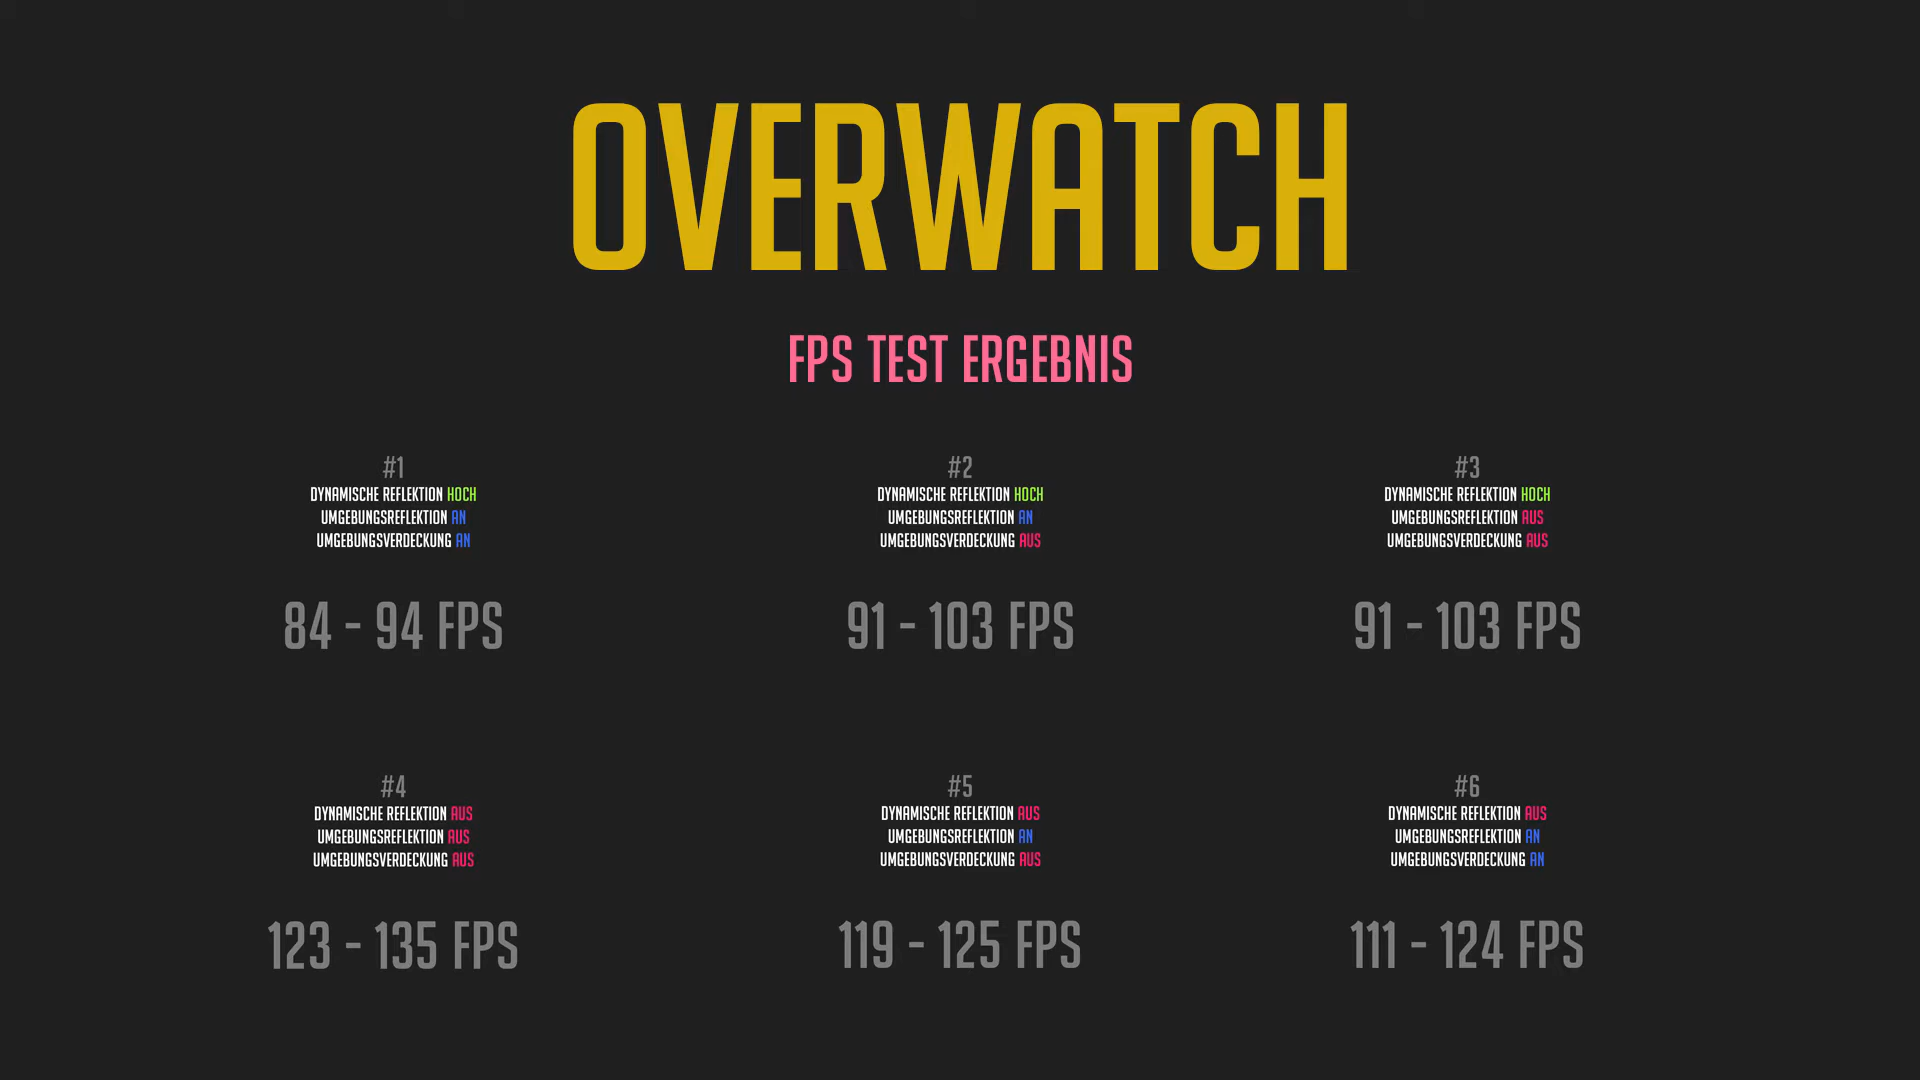 OVERWATCH
FPS TEST ERGEBNIS
#1
DYNAMISCHE REFLEKTION HOCH
UMGEBUNGSREFLEKTION AN
UMGEBUNGSVERDECKUNG AN
84 - 94 FPS
#2
DYNAMISCHE REFLEKTION HOCH
UMGEBUNGSREFLEKTION AN
UMGEBUNGSVERDECKUNG AUS
91 - 103 FPS
#3
DYNAMISCHE REFLEKTION HOCH
UMGEBUNGSREFLEKTION AUS
UMGEBUNGSVERDECKUNG AUS
91 - 103 FPS
#4
DYNAMISCHE REFLEKTION AUS
UMGEBUNGSREFLEKTION AUS
UMGEBUNGSVERDECKUNG AUS
123 - 135 FPS
#5
DYNAMISCHE REFLEKTION AUS
UMGEBUNGSREFLEKTION AN
UMGEBUNGSVERDECKUNG AUS
119 - 125 FPS
#6
DYNAMISCHE REFLEKTION AUS
UMGEBUNGSREFLEKTION AN
UMGEBUNGSVERDECKUNG AN
111 - 124 FPS